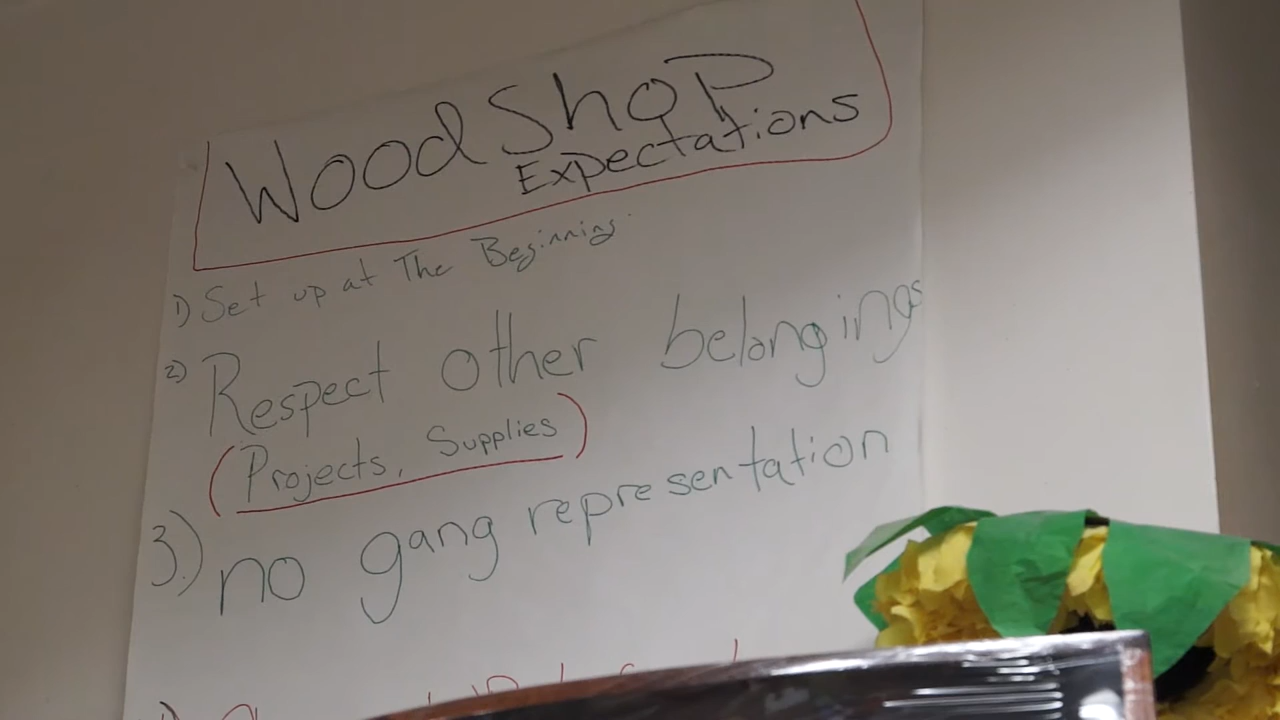 WoodShop
Expectations
1) Set up at The Beginning
2) Respect other belongings
(Projects, Supplies)
3.) no gang representation